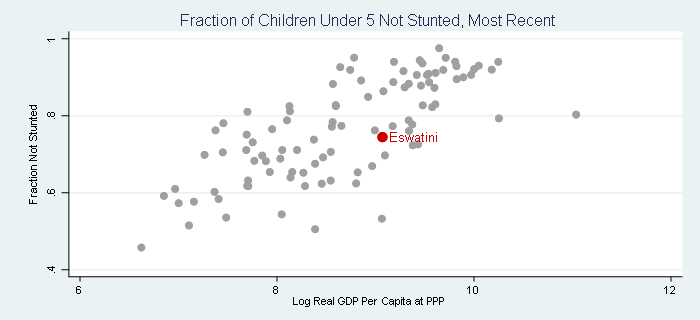 Fraction of Children Under 5 Not Stunted, Most Recent
1
.8
.6
.4
Fraction Not Stunted
Eswatini
6
8
10
12
Log Real GDP Per Capita at PPP